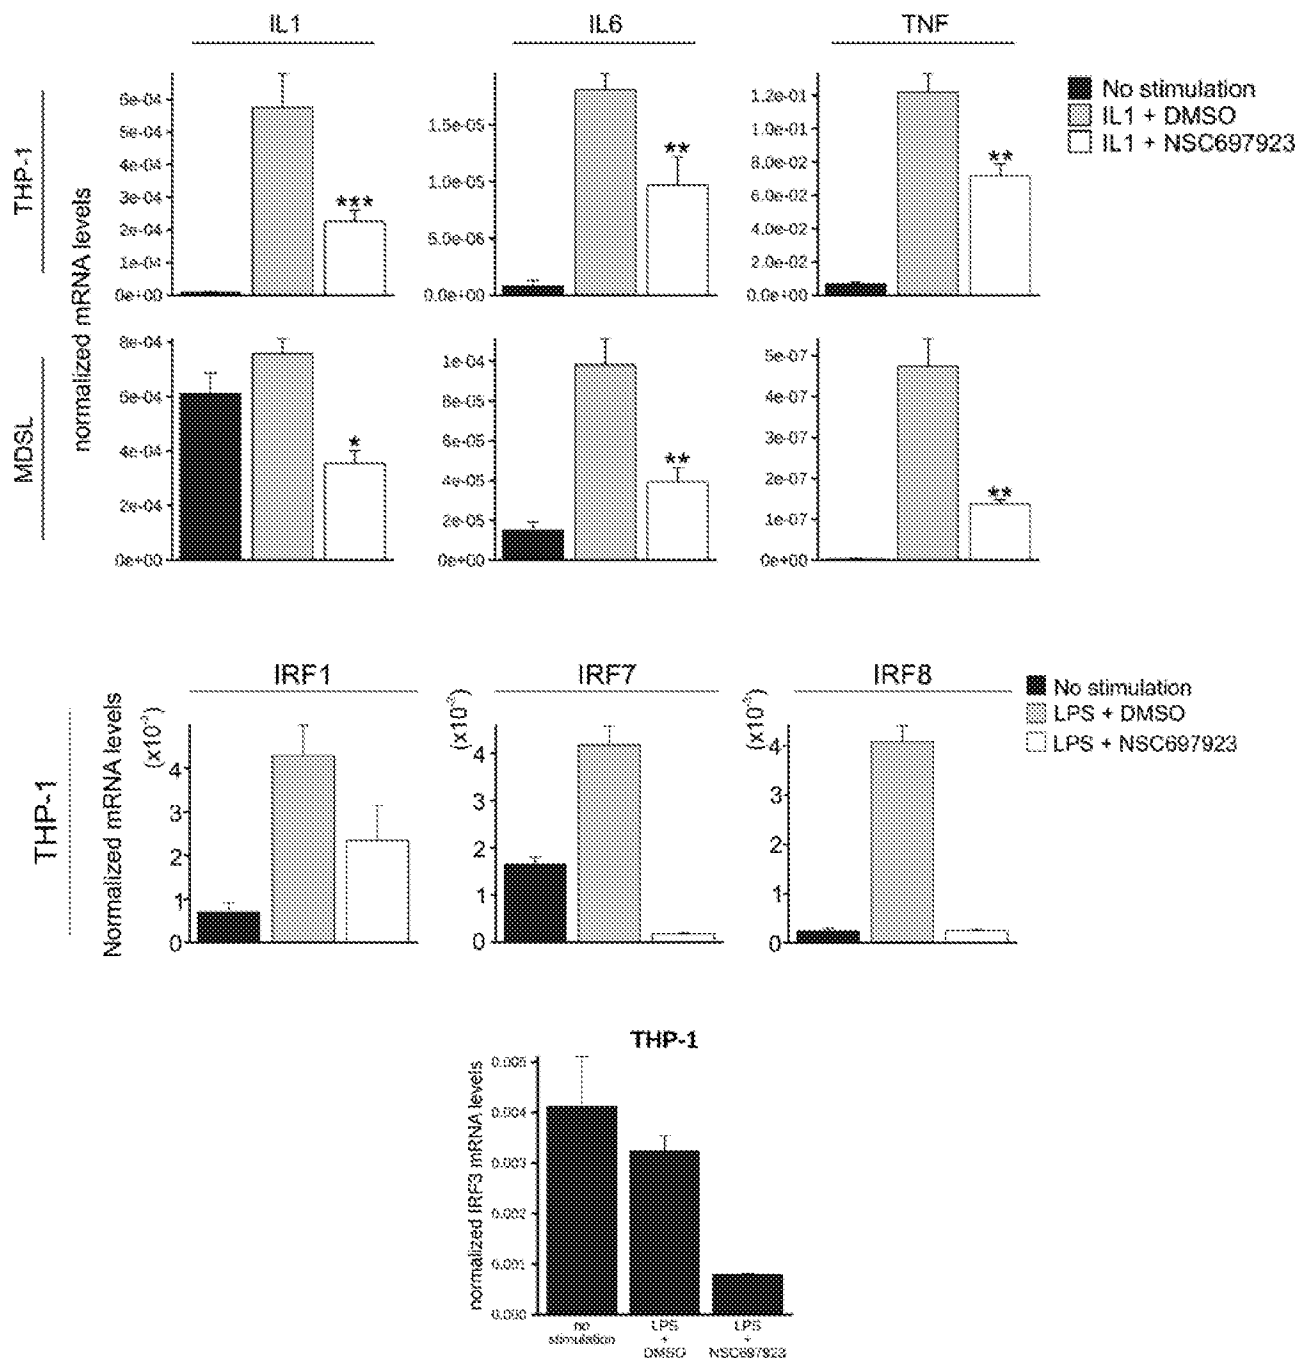 IL1
IL6
TNF
THP-1
MDSL
normalized mRNA levels
No stimulation
IL1 + DMSO
IL1 + NSC697923
6e-04
5e-04
4e-04
3e-04
2e-04
1e-04
0e+00
1.5e-05
1.0e-05
5.0e-06
0.0e+00
1.2e-01
1.0e-01
8.0e-02
6.0e-02
4.0e-02
2.0e-02
0.0e+00
***
**
**
8e-04
6e-04
4e-04
2e-04
0e+00
1e-04
8e-05
6e-05
4e-05
2e-05
0e+00
5e-07
4e-07
3e-07
2e-07
1e-07
0e+00
*
**
**
IRF1
IRF7
IRF8
THP-1
Normalized mRNA levels
No stimulation
LPS + DMSO
LPS + NSC697923
4
3
2
1
0
4
3
2
1
0
4
3
2
1
0
THP-1
normalized IRF3 mRNA levels
0.005
0.004
0.003
0.002
0.001
0.000
no
stimulation
LPS
+
DMSO
LPS
+
NSC697923